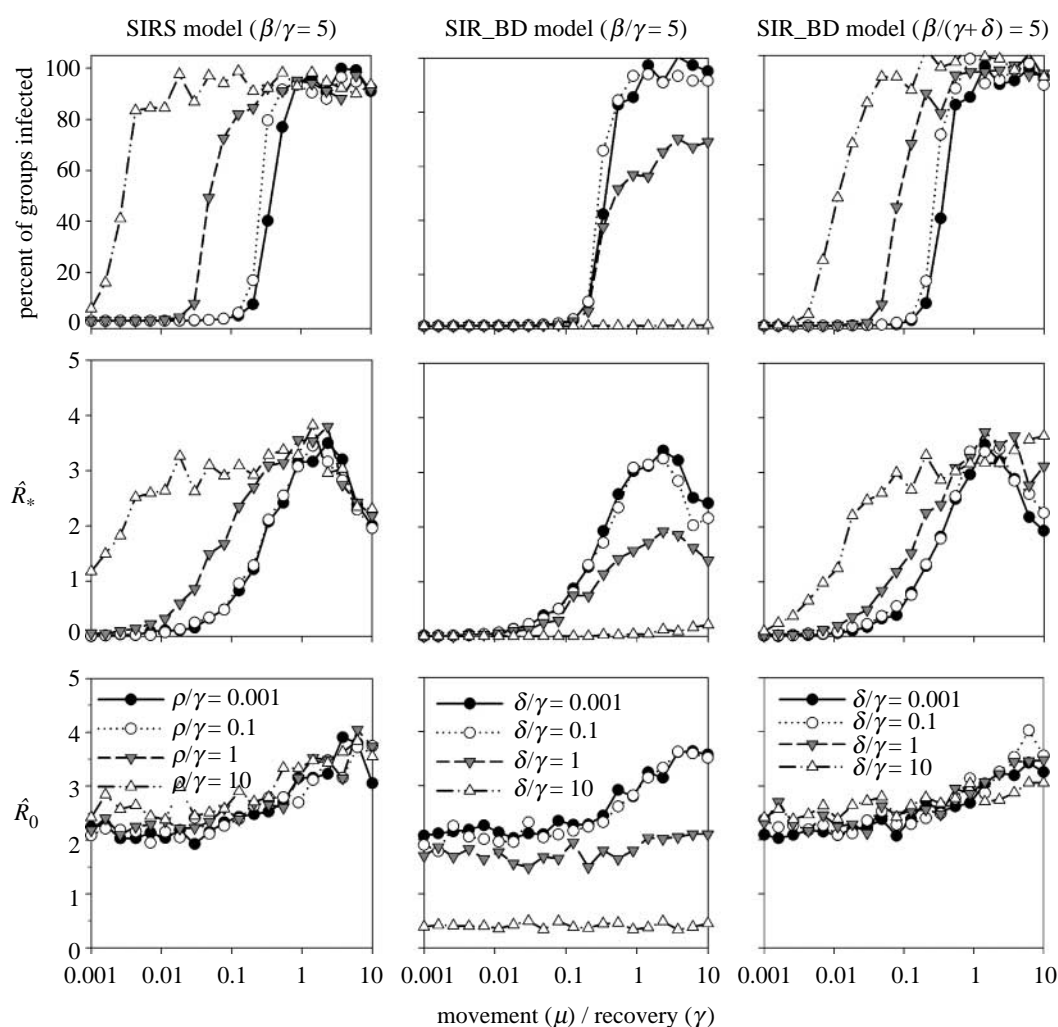 SIRS model (β/γ = 5)
SIR_BD model (β/γ = 5)
SIR_BD model (β/(γ+ δ) = 5)
percent of groups infected
100
80
60
40
20
0
R̂*
5
4
3
2
1
0
R̂0
5
4
3
2
1
0
ρ/γ = 0.001
ρ/γ = 0.1
ρ/γ = 1
ρ/γ = 10
δ/γ = 0.001
δ/γ = 0.1
δ/γ = 1
δ/γ = 10
δ/γ = 0.001
δ/γ = 0.1
δ/γ = 1
δ/γ = 10
0.001 0.01 0.1 1 10
0.001 0.01 0.1 1 10
0.001 0.01 0.1 1 10
movement (μ) / recovery (γ)